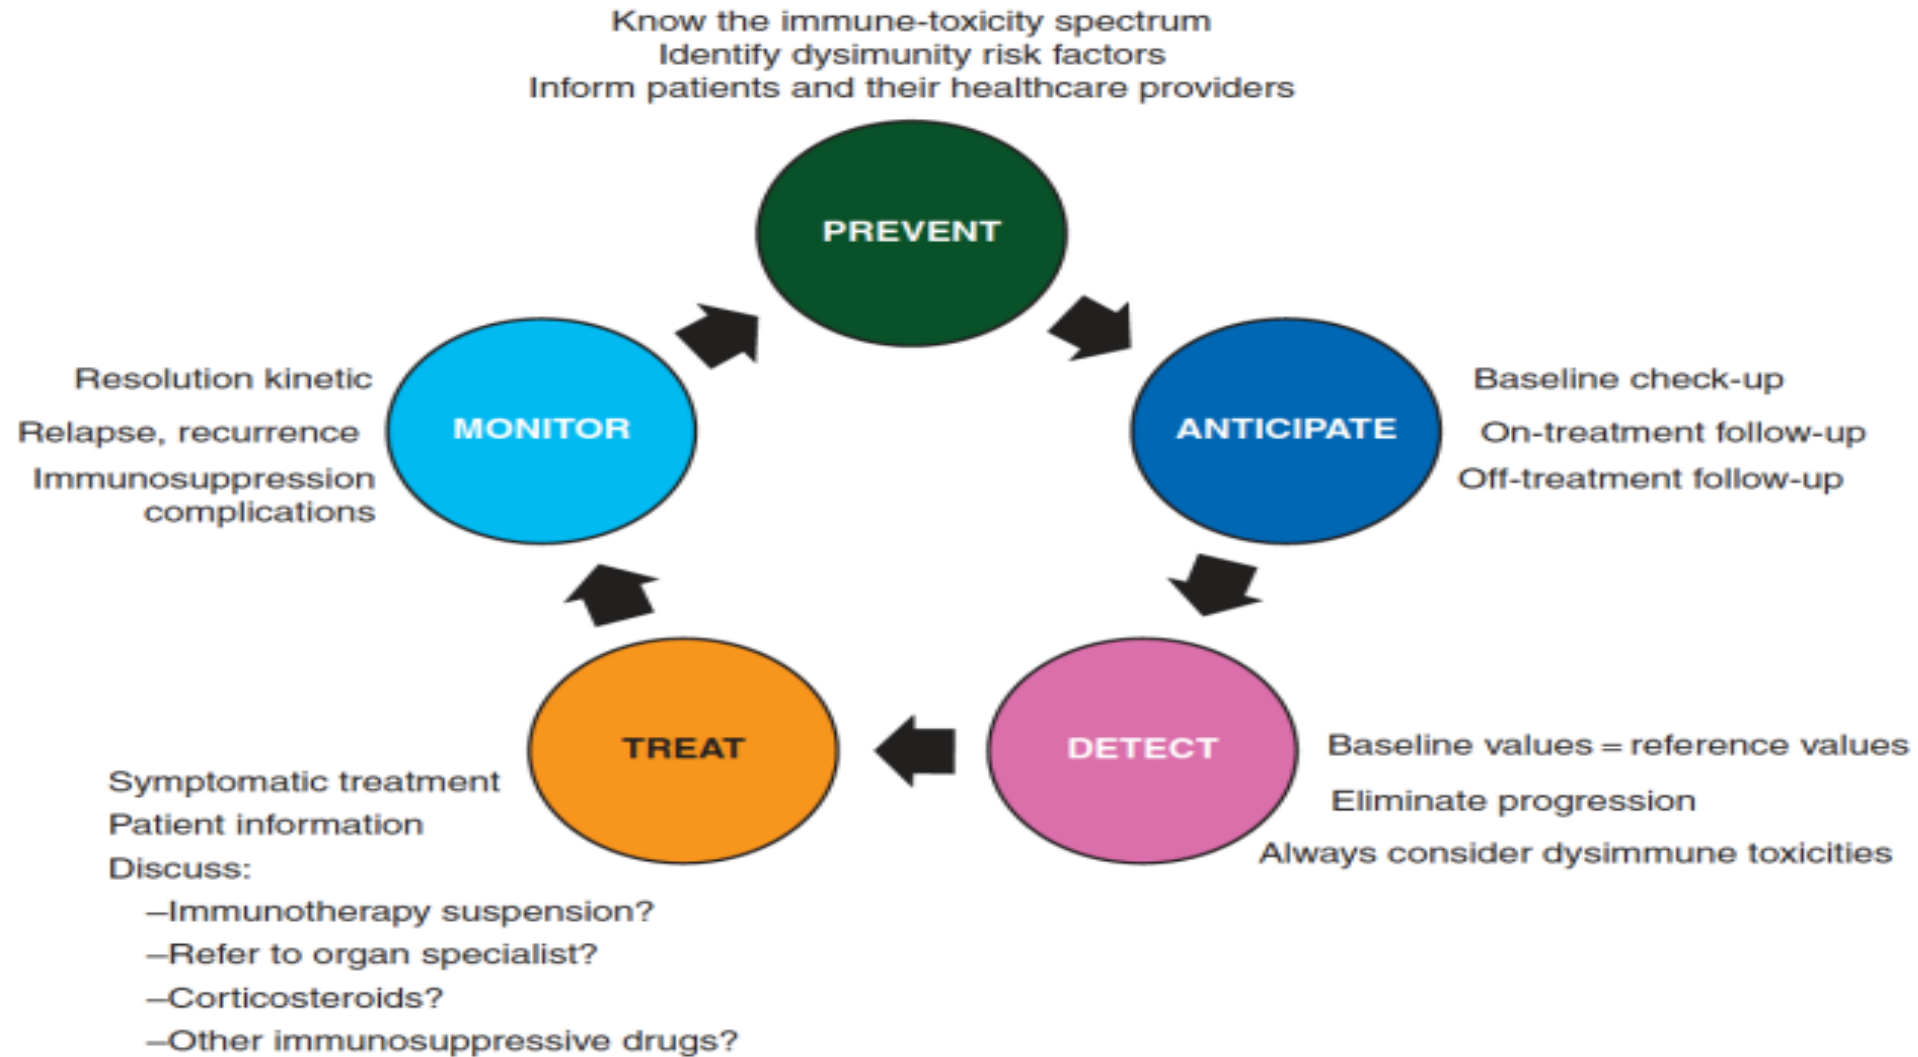 Know the immune-toxicity spectrum
Identify dysimunity risk factors
Inform patients and their healthcare providers
PREVENT
ANTICIPATE
Baseline check-up
On-treatment follow-up
Off-treatment follow-up
DETECT
Baseline values = reference values
Eliminate progression
Always consider dysimmune toxicities
TREAT
Symptomatic treatment
Patient information
Discuss:
–Immunotherapy suspension?
–Refer to organ specialist?
–Corticosteroids?
–Other immunosuppressive drugs?
MONITOR
Resolution kinetic
Relapse, recurrence
Immunosuppression
complications